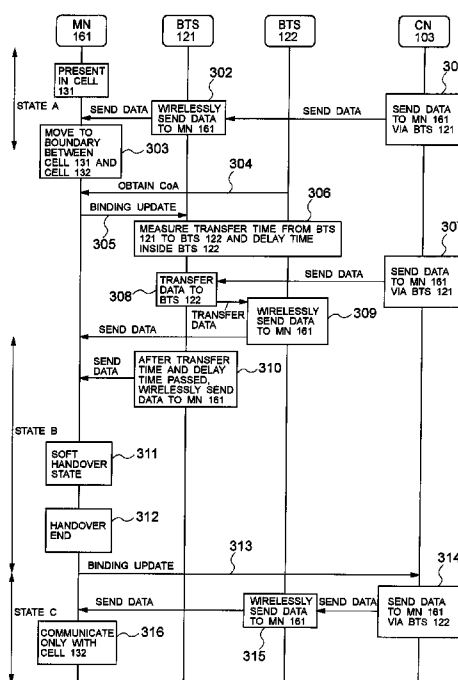 MN
161
BTS
121
BTS
122
CN
103
PRESENT
IN CELL
131
STATE A
302
SEND DATA
WIRELESSLY
SEND DATA
TO MN 161
SEND DATA
SEND DATA
TO MN 161
VIA BTS 121
MOVE TO
BOUNDARY
BETWEEN
CELL 131 AND
CELL 132
303
304
OBTAIN CoA
306
BINDING UPDATE
305
MEASURE TRANSFER TIME FROM BTS
121 TO BTS 122 AND DELAY TIME
INSIDE BTS 122
SEND DATA
SEND DATA
TO MN 161
VIA BTS 121
308
TRANSFER
DATA TO
BTS 122
TRANSFER
DATA
WIRELESSLY
SEND DATA
TO MN 161
309
SEND DATA
STATE B
SEND
DATA
AFTER TRANSFER
TIME AND DELAY
TIME PASSED,
WIRELESSLY SEND
DATA TO MN 161
310
SOFT
HANDOVER
STATE
311
HANDOVER
END
312
313
BINDING UPDATE
314
STATE C
SEND DATA
WIRELESSLY
SEND DATA
TO MN 161
SEND DATA
SEND DATA
TO MN 161
VIA BTS 122
COMMUNICATE
ONLY WITH
CELL 132
316
315